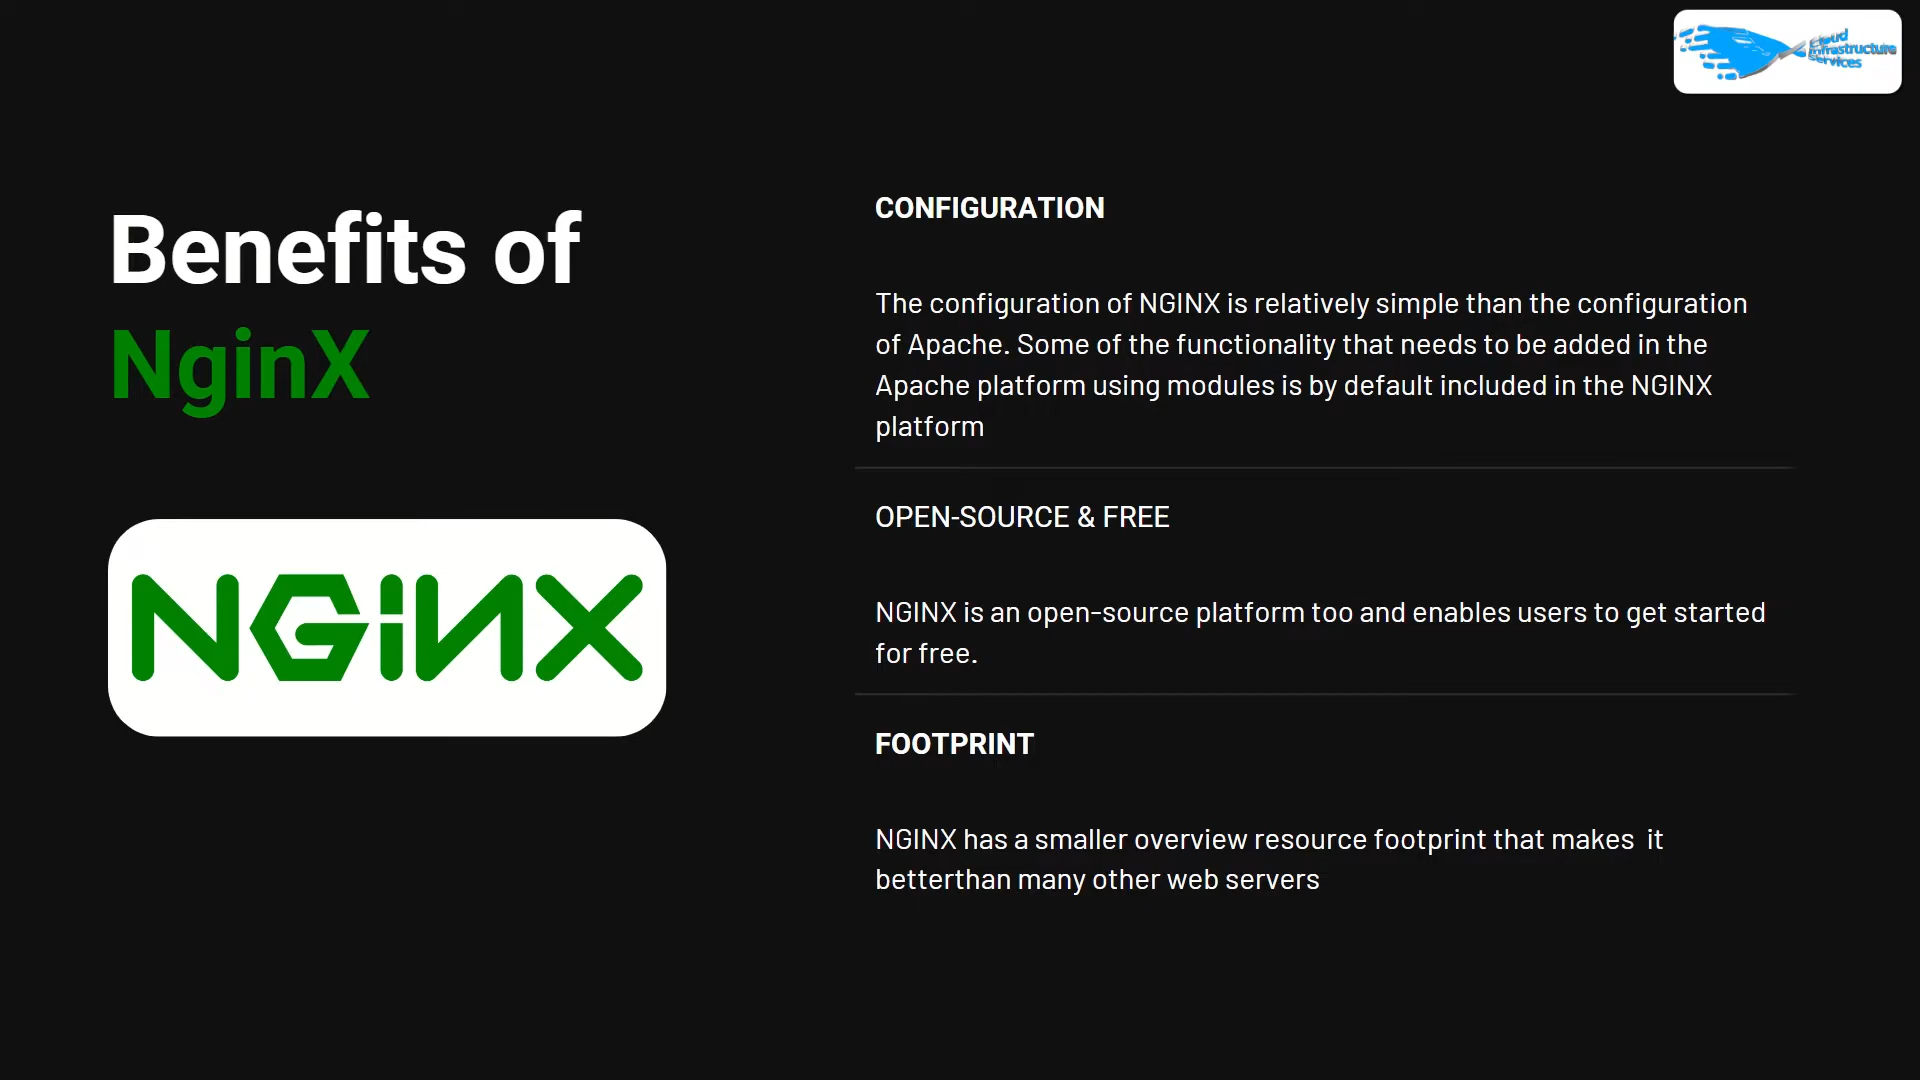 Cloud
Infrastructure
Services
Benefits of
NginX
NGiNX
CONFIGURATION
The configuration of NGINX is relatively simple than the configuration
of Apache. Some of the functionality that needs to be added in the
Apache platform using modules is by default included in the NGINX
platform
OPEN-SOURCE & FREE
NGINX is an open-source platform too and enables users to get started
for free.
FOOTPRINT
NGINX has a smaller overview resource footprint that makes  it
betterthan many other web servers